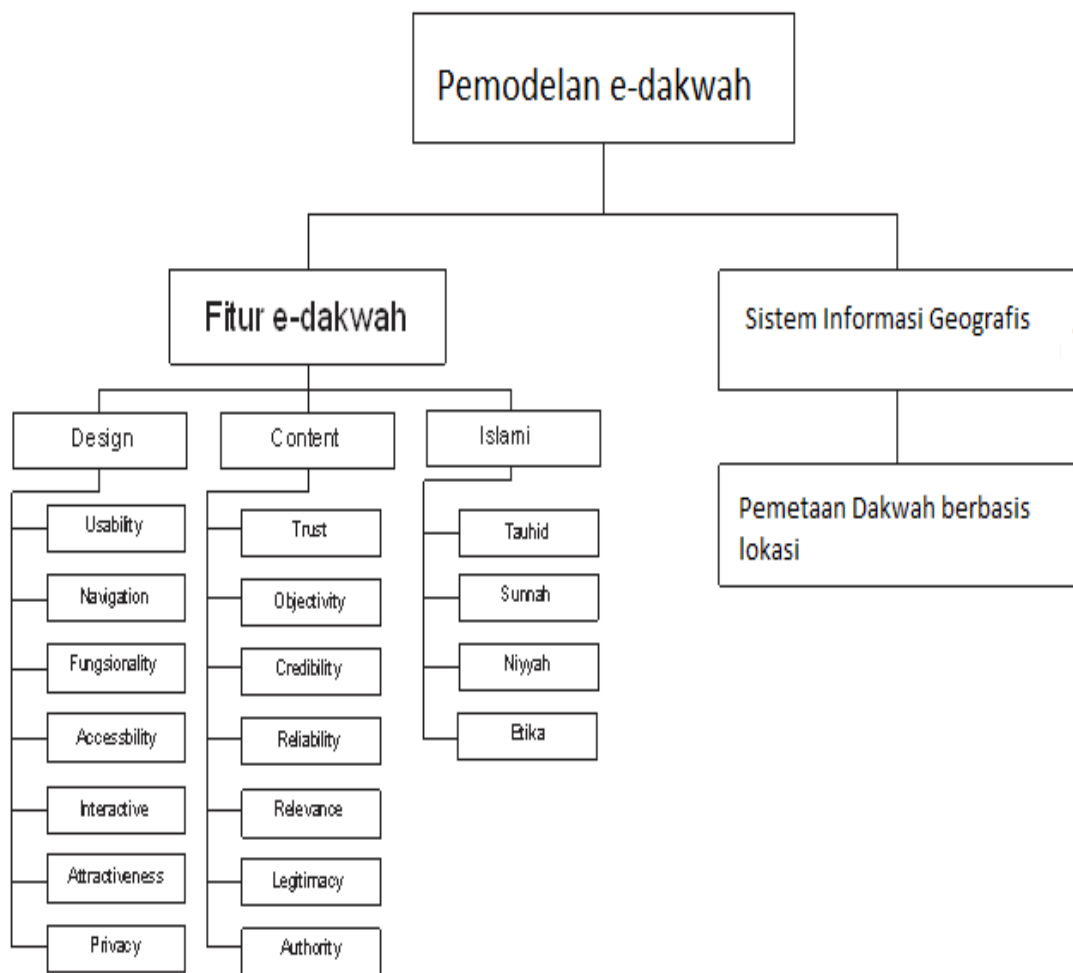 Pemodelan e-dakwah
Fitur e-dakwah
Sistem Informasi Geografis
Design
Content
Islami
Pemetaan Dakwah berbasis
lokasi
Usability
Navigation
Fungsionality
Accessbility
Interactive
Attractiveness
Privacy
Trust
Objectivity
Credibility
Reliability
Relevance
Legitimacy
Authority
Tauhid
Sunnah
Niyyah
Etika